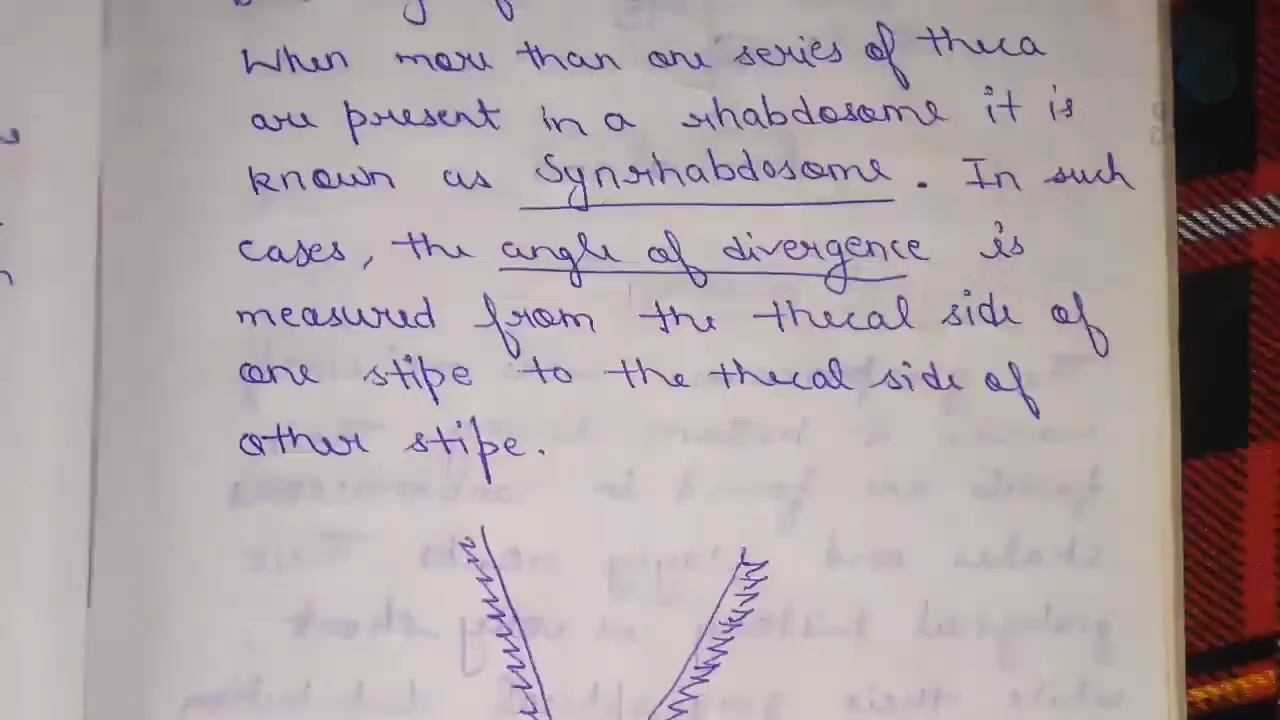 When more than one series of theca
are present in a rhabdosome it is
known as Synrhabdosome. In such
cases, the angle of divergence is
measured from the thecal side of
one stipe to the thecal side of
other stipe.